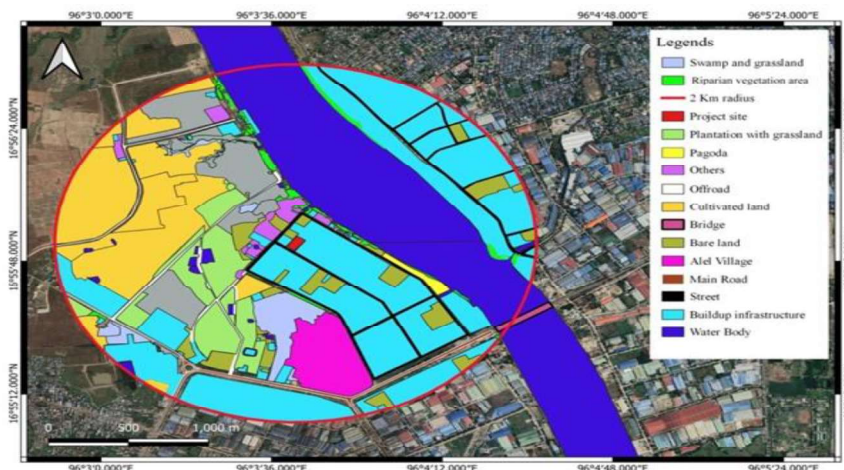 96°3'0.000"E 96°3'36.000"E 96°4'12.000"E 96°4'48.000"E 96°5'24.000"E
Legends
Swamp and grassland
Riparian vegetation area
2 Km radius
Project site
Plantation with grassland
Pagoda
Others
Offroad
Cultivated land
Bridge
Bare land
Alel Village
Main Road
Street
Buildup infrastructure
Water Body
16°56'24.000"N
16°55'48.000"N
16°55'12.000"N
0 500 1,000 m
96°3'0.000"E 96°3'36.000"E 96°4'12.000"E 96°4'48.000"E 96°5'24.000"E